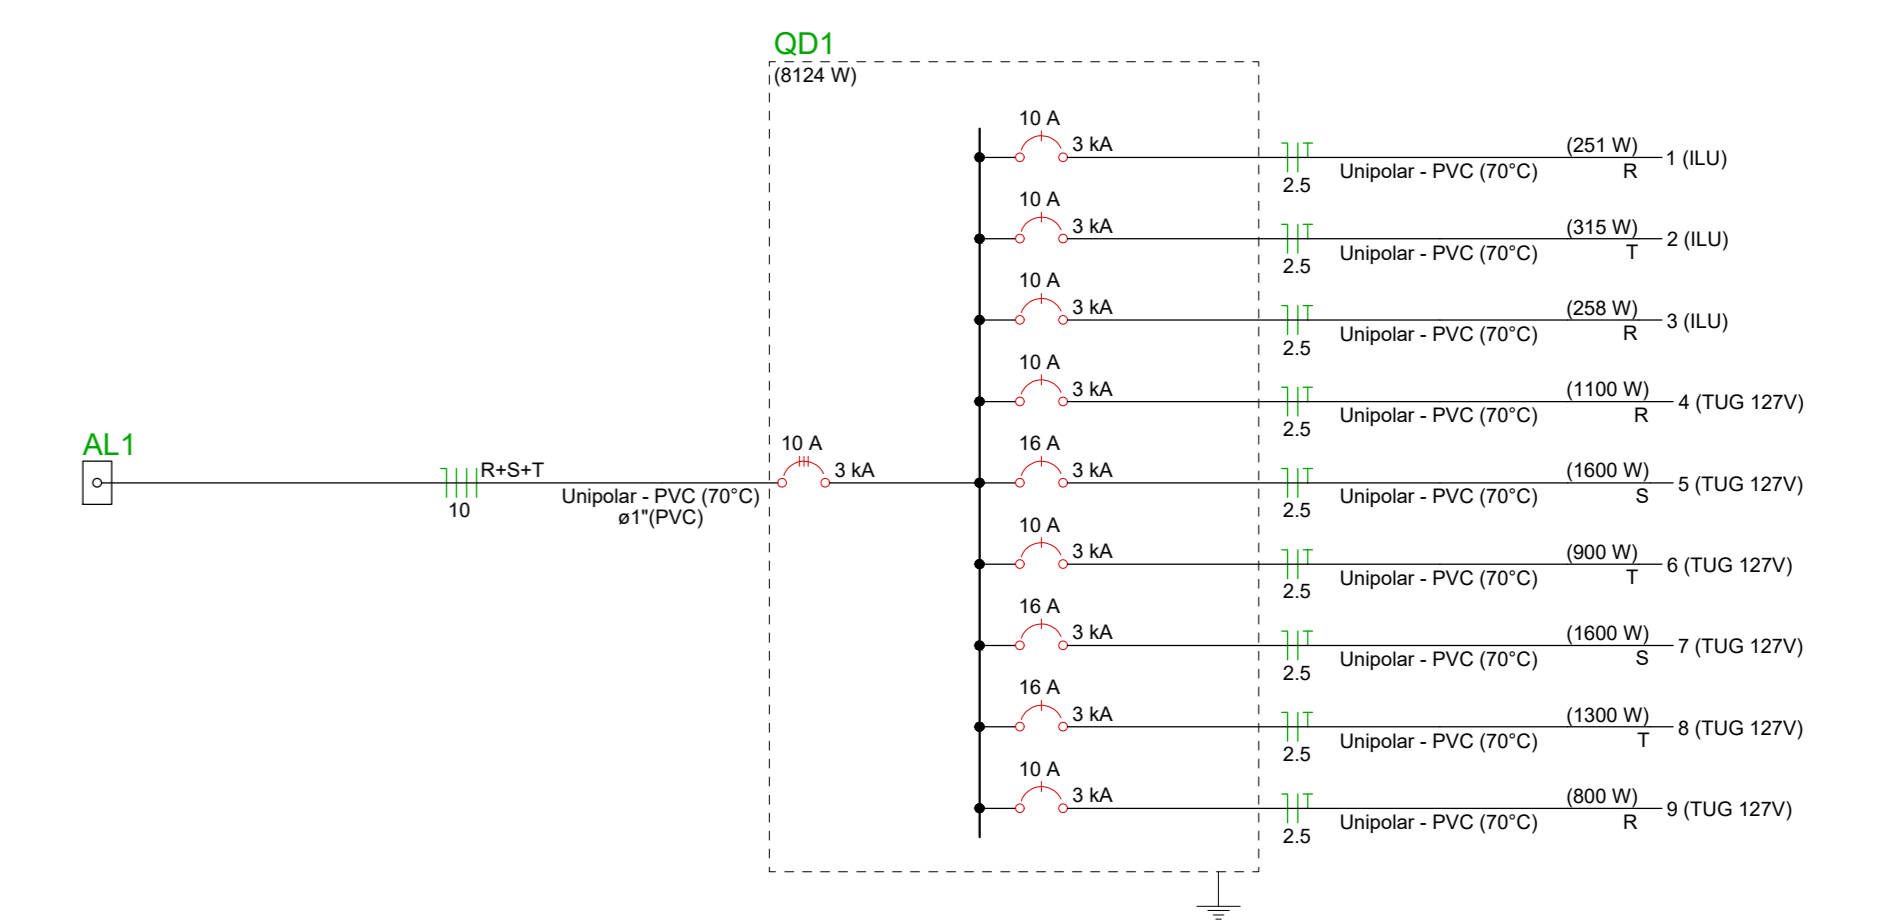 QD1
(8124 W)
10 A
3 kA
2.5
Unipolar - PVC (70°C)
(251 W)
R
1 (ILU)
10 A
3 kA
2.5
Unipolar - PVC (70°C)
(315 W)
T
2 (ILU)
10 A
3 kA
2.5
Unipolar - PVC (70°C)
(258 W)
R
3 (ILU)
10 A
3 kA
2.5
Unipolar - PVC (70°C)
(1100 W)
R
4 (TUG 127V)
AL1
R+S+T
10
Unipolar - PVC (70°C)
ø1"(PVC)
10 A
3 kA
16 A
3 kA
2.5
Unipolar - PVC (70°C)
(1600 W)
S
5 (TUG 127V)
10 A
3 kA
2.5
Unipolar - PVC (70°C)
(900 W)
T
6 (TUG 127V)
16 A
3 kA
2.5
Unipolar - PVC (70°C)
(1600 W)
S
7 (TUG 127V)
16 A
3 kA
2.5
Unipolar - PVC (70°C)
(1300 W)
T
8 (TUG 127V)
10 A
3 kA
2.5
Unipolar - PVC (70°C)
(800 W)
R
9 (TUG 127V)